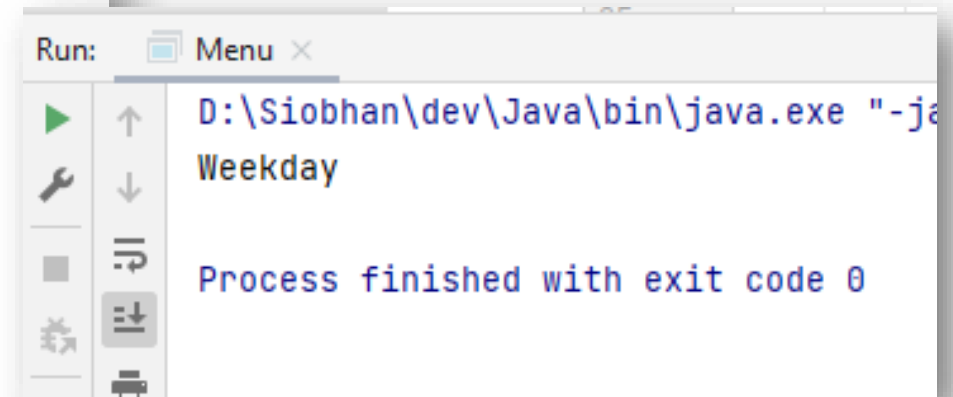 Run: Menu
D:\Siobhan\dev\Java\bin\java.exe "-ja
Weekday
Process finished with exit code 0